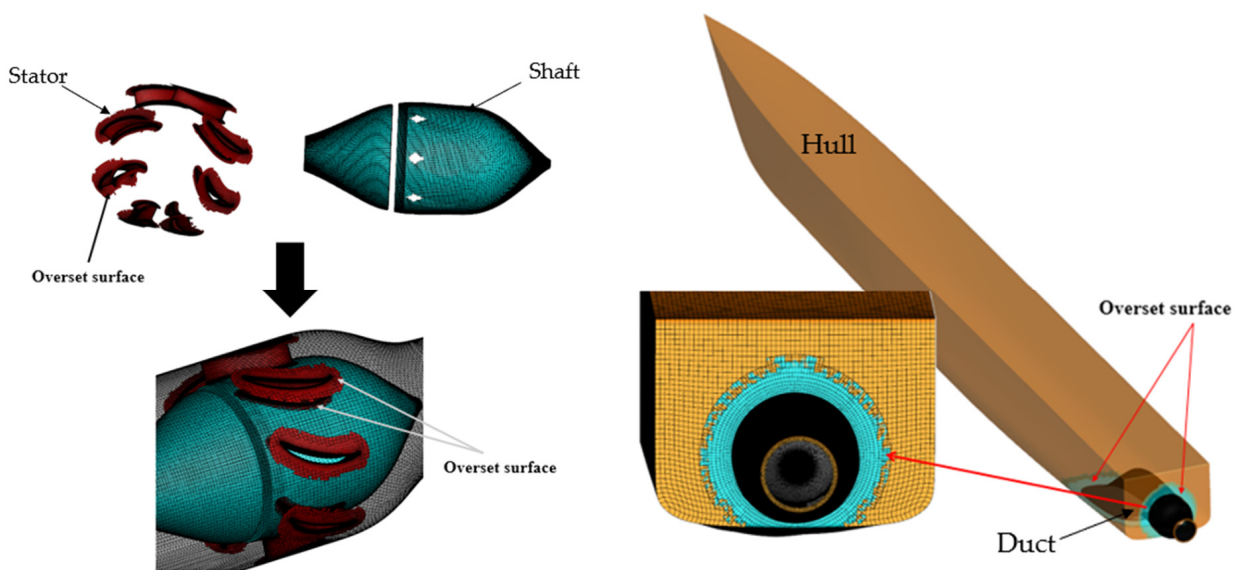 Stator
Shaft
Overset surface
Overset surface
Hull
Overset surface
Duct